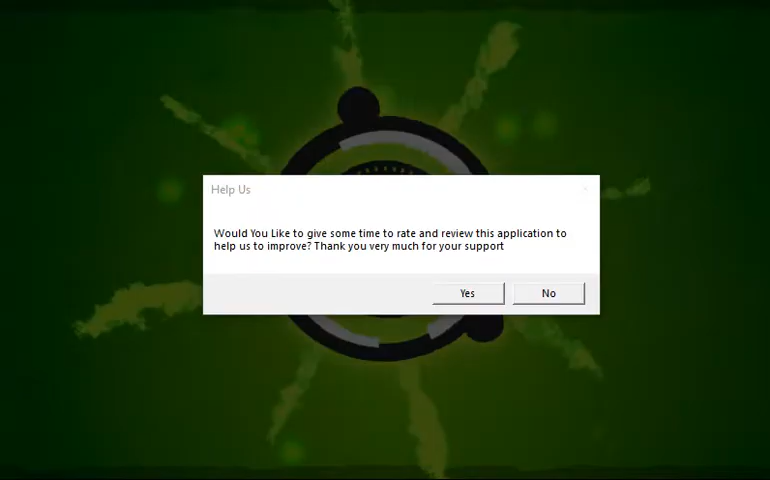 Help Us
Would You Like to give some time to rate and review this application to
help us to improve? Thank you very much for your support
Yes
No